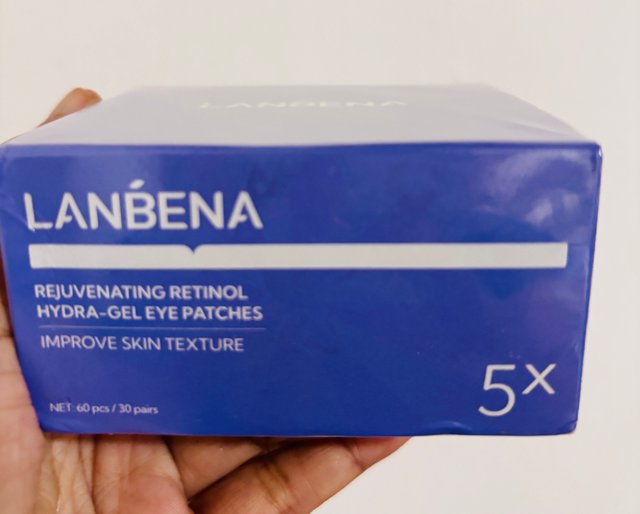 LANBENA
LANBENA
REJUVENATING RETINOL
HYDRA-GEL EYE PATCHES
IMPROVE SKIN TEXTURE
NET: 60 pcs / 30 pairs
5X